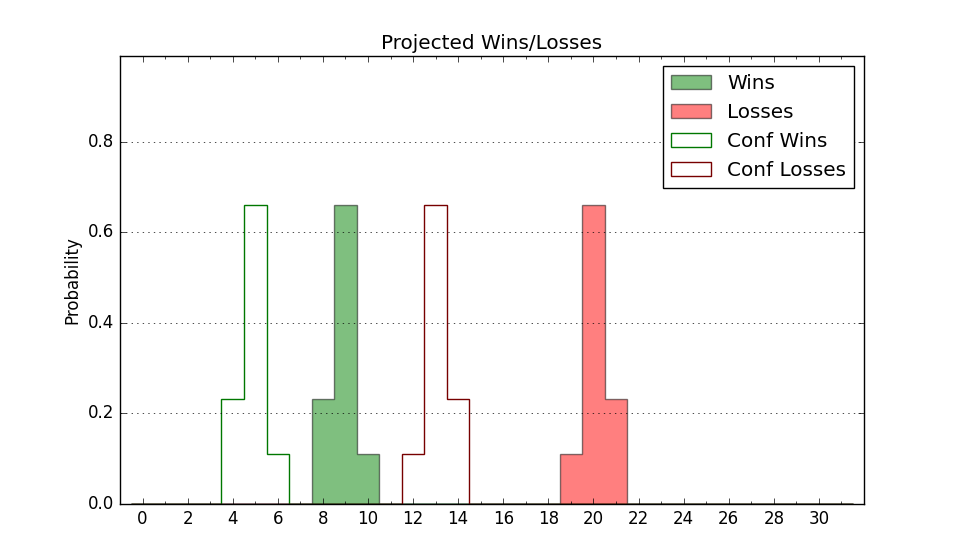 Projected Wins/Losses
Wins
Losses
Conf Wins
Conf Losses
Probability
0.8
0.6
0.4
0.2
0.0
0 2 4 6 8 10 12 14 16 18 20 22 24 26 28 30